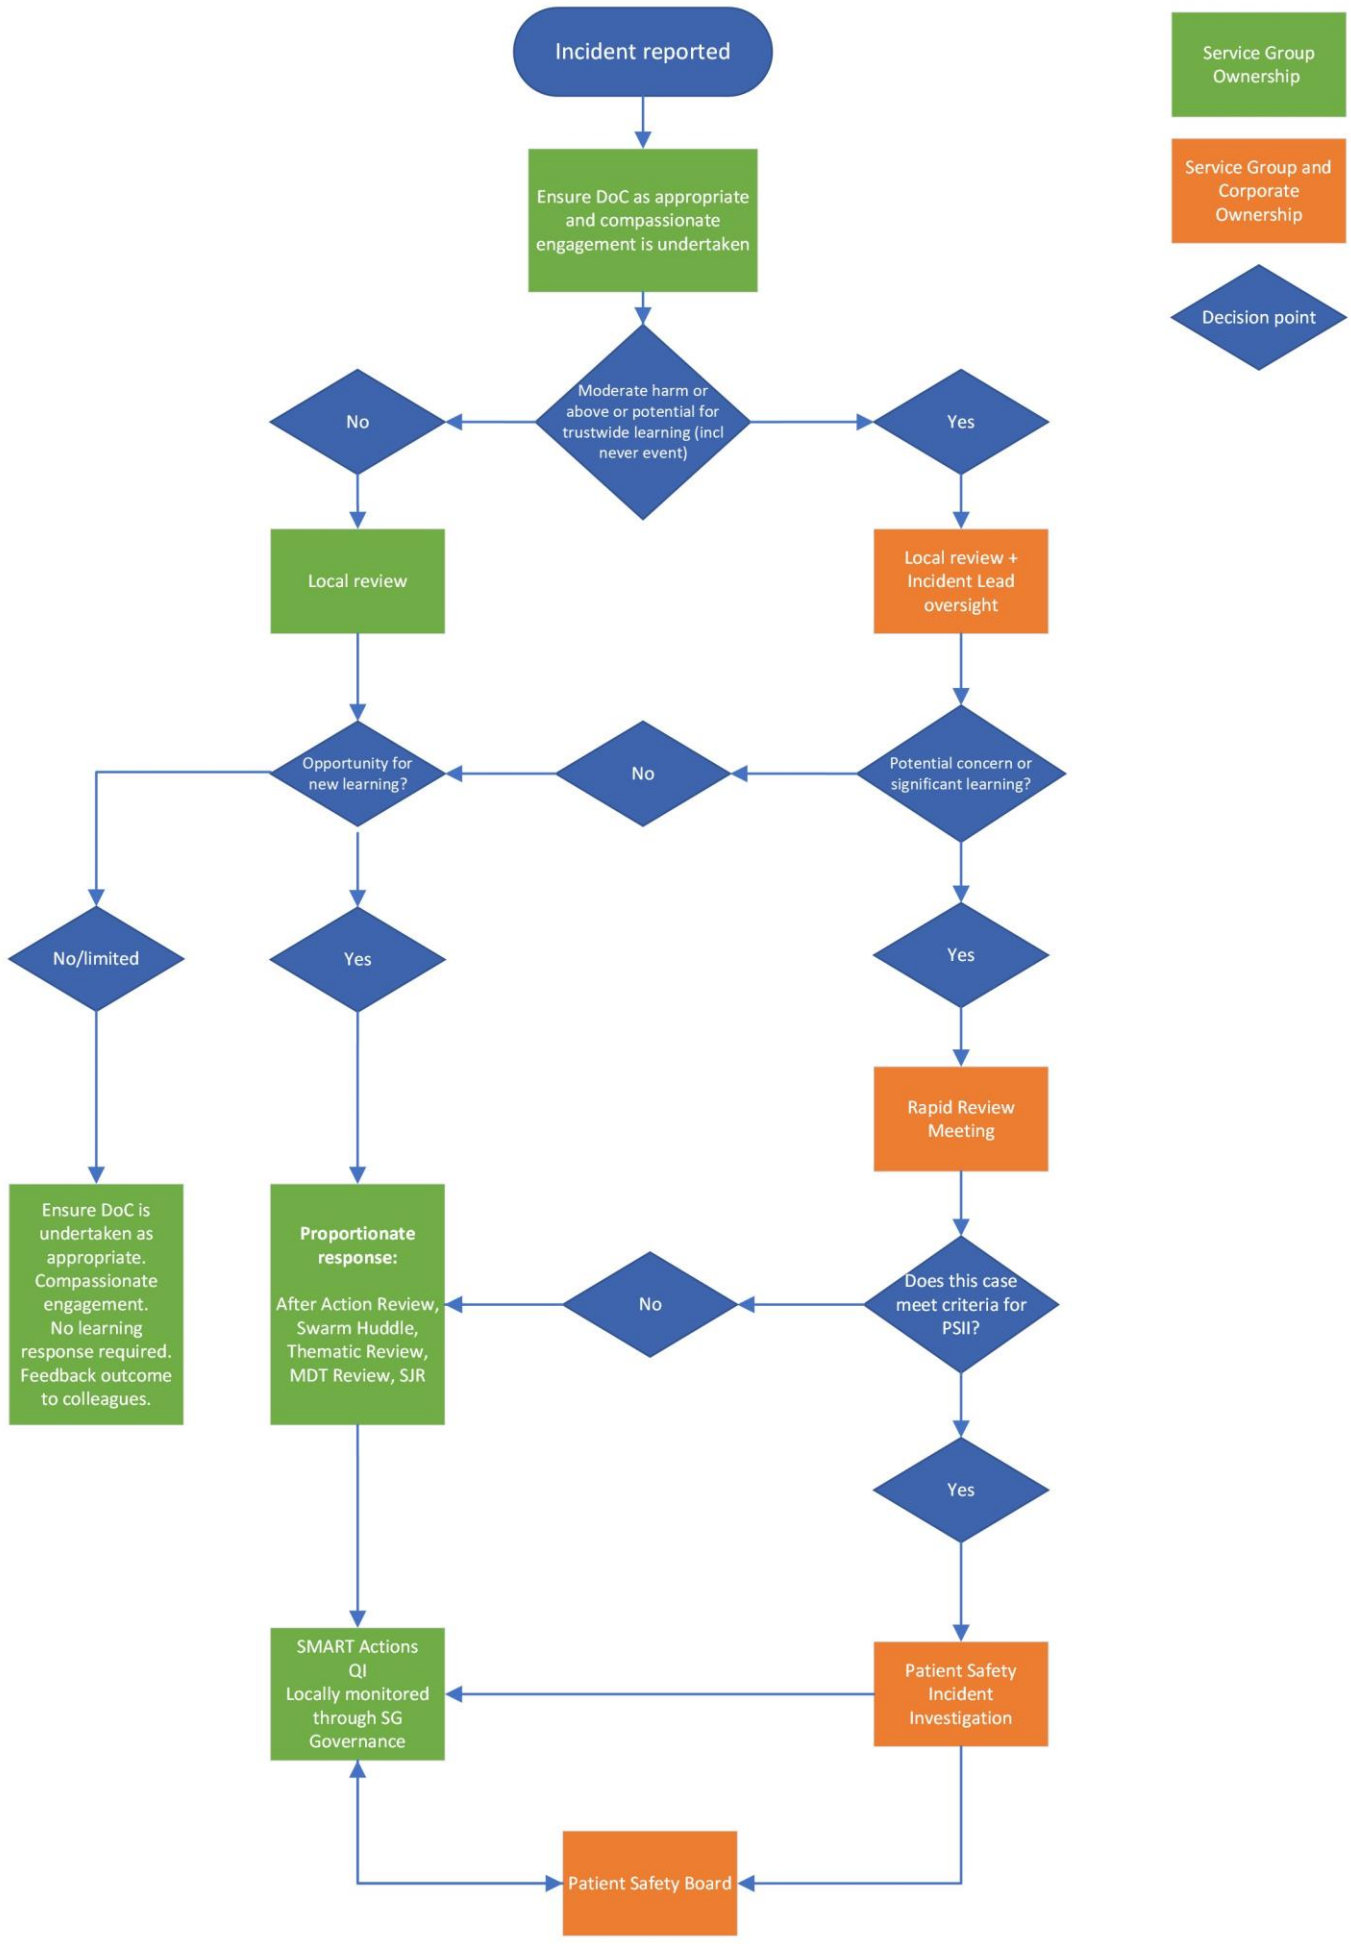 Incident reported
Service Group
Ownership
Service Group and
Corporate
Ownership
Decision point
Ensure DoC as appropriate
and compassionate
engagement is undertaken
Moderate harm or
above or potential for
trustwide learning (incl
never event)
No
Yes
Local review
Local review +
Incident Lead
oversight
Opportunity for
new learning?
No
Potential concern or
significant learning?
No/limited
Yes
Yes
Rapid Review
Meeting
Ensure DoC is
undertaken as
appropriate.
Compassionate
engagement.
No learning
response required.
Feedback outcome
to colleagues.
Proportionate
response:
After Action Review,
Swarm Huddle,
Thematic Review,
MDT Review, SJR
No
Does this case
meet criteria for
PSII?
Yes
SMART Actions
QI
Locally monitored
through SG
Governance
Patient Safety
Incident
Investigation
Patient Safety Board